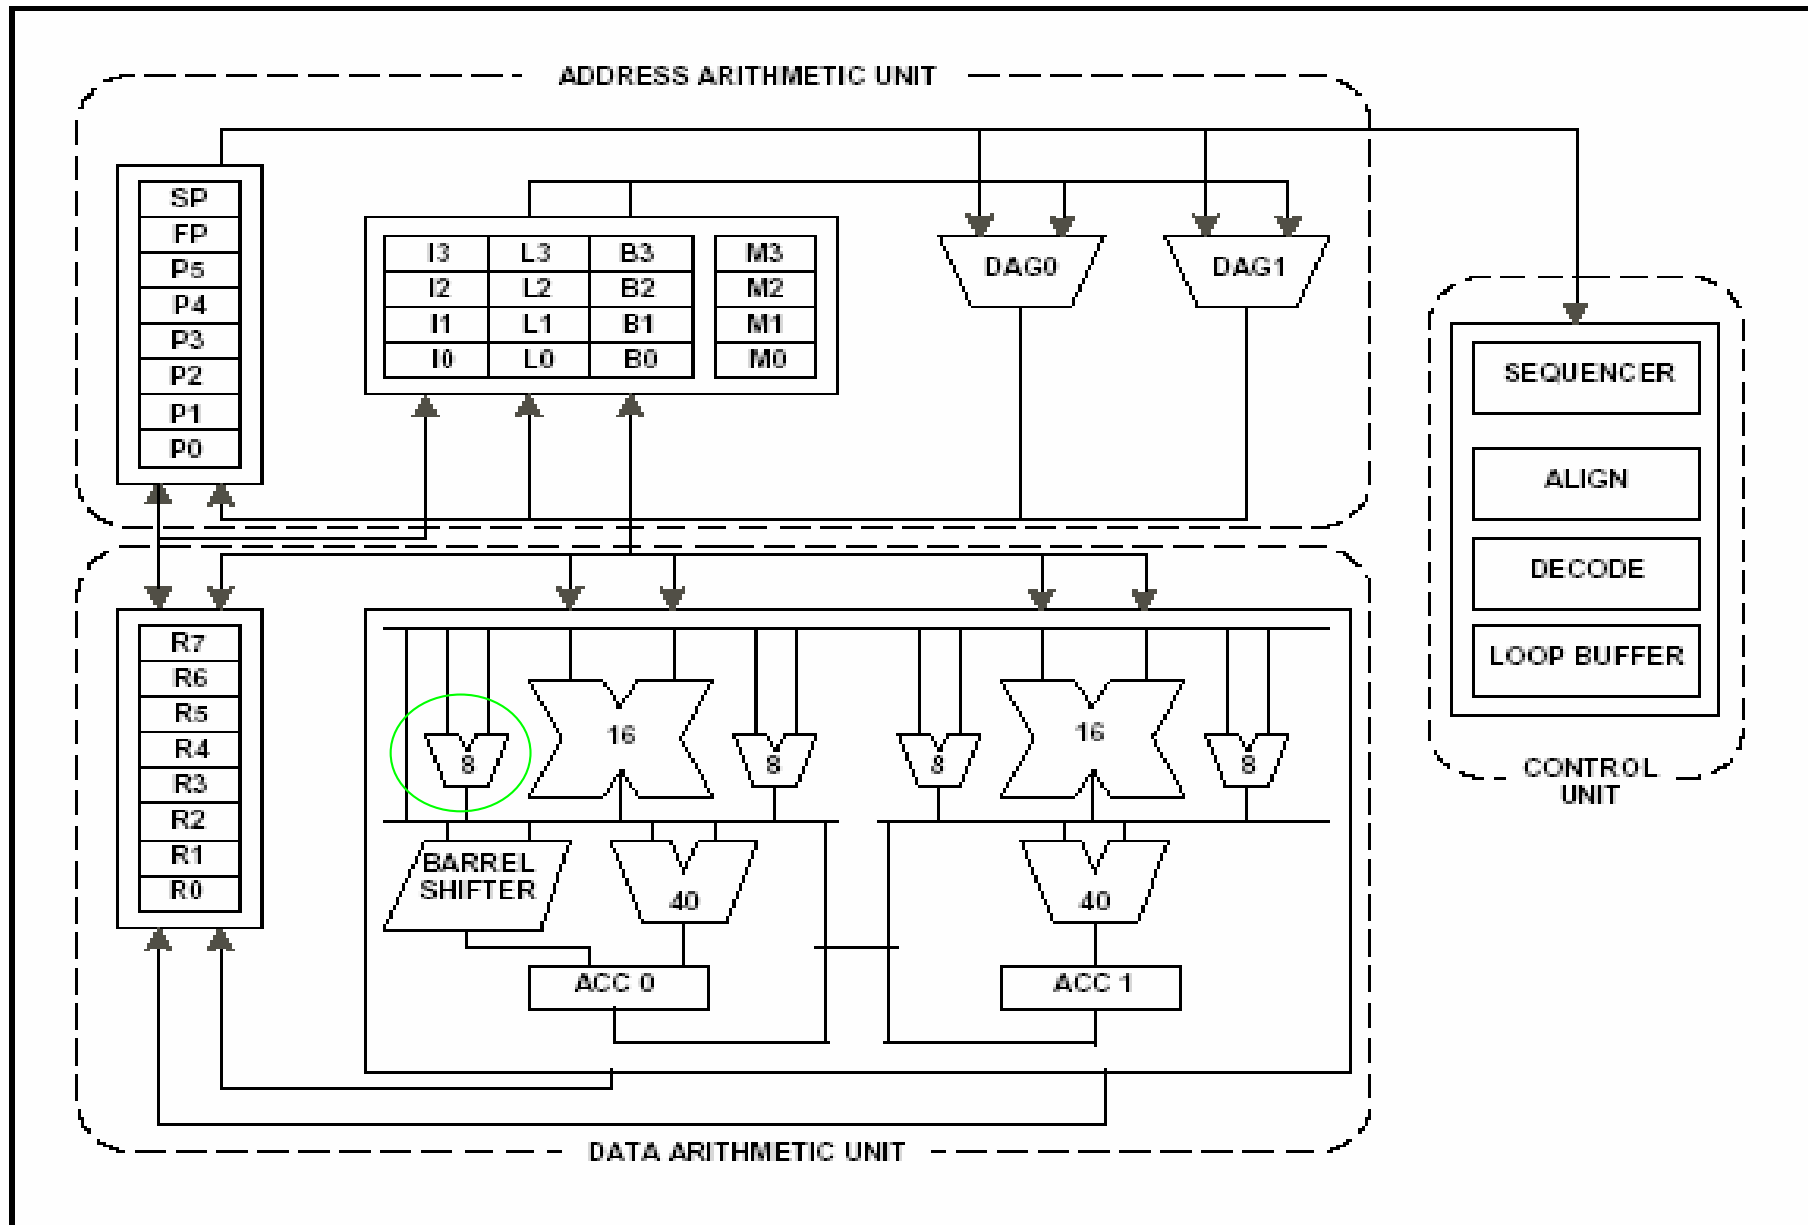 ADDRESS ARITHMETIC UNIT
SP
FP
P5
P4
P3
P2
P1
P0
I3 L3 B3 M3
I2 L2 B2 M2
I1 L1 B1 M1
I0 L0 B0 M0
DAG0
DAG1
SEQUENCER
ALIGN
DECODE
LOOP BUFFER
CONTROL
UNIT
R7
R6
R5
R4
R3
R2
R1
R0
8
16
8
8
16
8
BARREL
SHIFTER
40
40
ACC 0
ACC 1
DATA ARITHMETIC UNIT